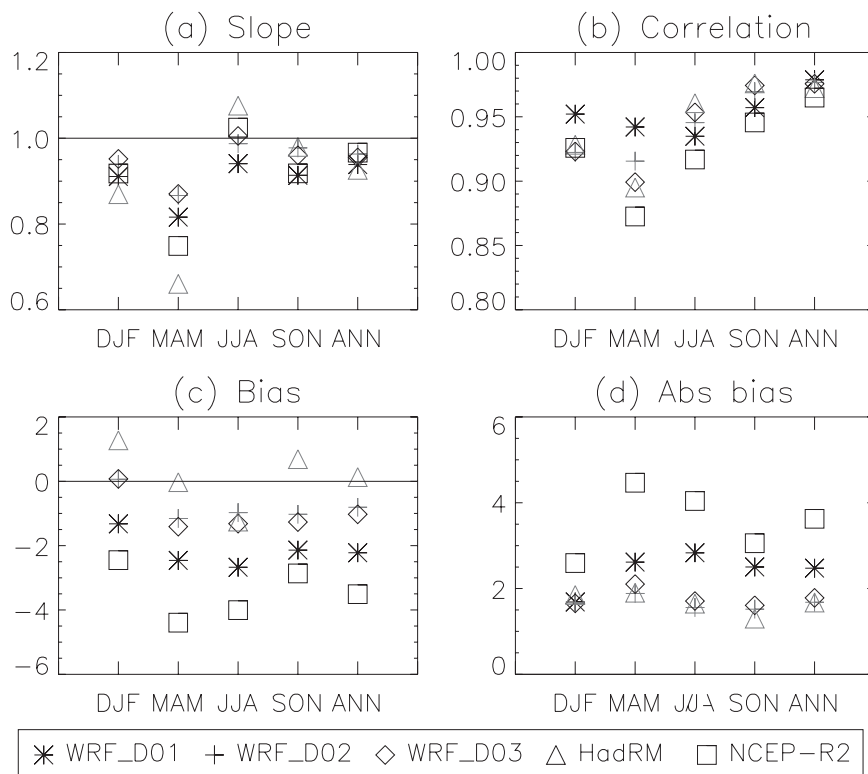 (a) Slope
1.2
1.0
0.8
0.6
DJF MAM JJA SON ANN
(b) Correlation
1.00
0.95
0.90
0.85
0.80
DJF MAM JJA SON ANN
(c) Bias
2
0
−2
−4
−6
DJF MAM JJA SON ANN
(d) Abs bias
6
4
2
0
DJF MAM JJA SON ANN
WRF_D01 WRF_D02 WRF_D03 HadRM NCEP−R2